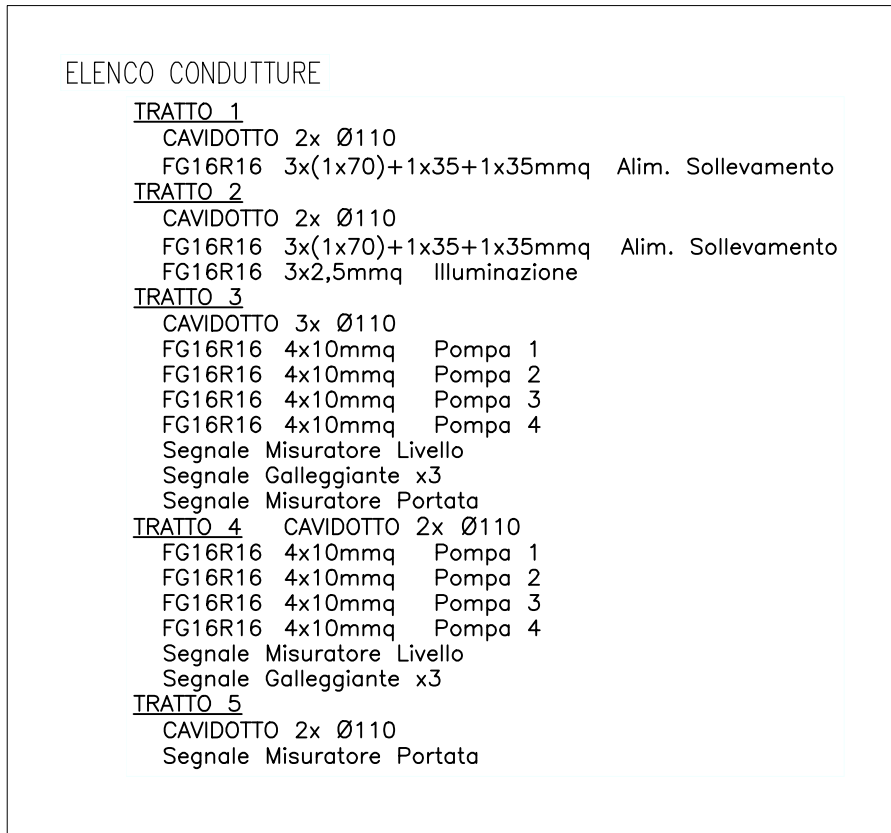 ELENCO CONDUTTURE
TRATTO 1
CAVIDOTTO 2x Ø110
FG16R16 3x(1x70)+1x35+1x35mmq Alim. Sollevamento
TRATTO 2
CAVIDOTTO 2x Ø110
FG16R16 3x(1x70)+1x35+1x35mmq Alim. Sollevamento
FG16R16 3x2,5mmq Illuminazione
TRATTO 3
CAVIDOTTO 3x Ø110
FG16R16 4x10mmq Pompa 1
FG16R16 4x10mmq Pompa 2
FG16R16 4x10mmq Pompa 3
FG16R16 4x10mmq Pompa 4
Segnale Misuratore Livello
Segnale Galleggiante x3
Segnale Misuratore Portata
TRATTO 4 CAVIDOTTO 2x Ø110
FG16R16 4x10mmq Pompa 1
FG16R16 4x10mmq Pompa 2
FG16R16 4x10mmq Pompa 3
FG16R16 4x10mmq Pompa 4
Segnale Misuratore Livello
Segnale Galleggiante x3
TRATTO 5
CAVIDOTTO 2x Ø110
Segnale Misuratore Portata